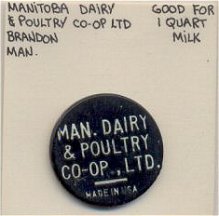 MANITOBA DAIRY
& POULTRY CO-OP LTD
BRANDON
MAN.
GOOD FOR
1 QUART
MILK
MAN. DAIRY
& POULTRY
CO-OP., LTD.
MADE IN USA